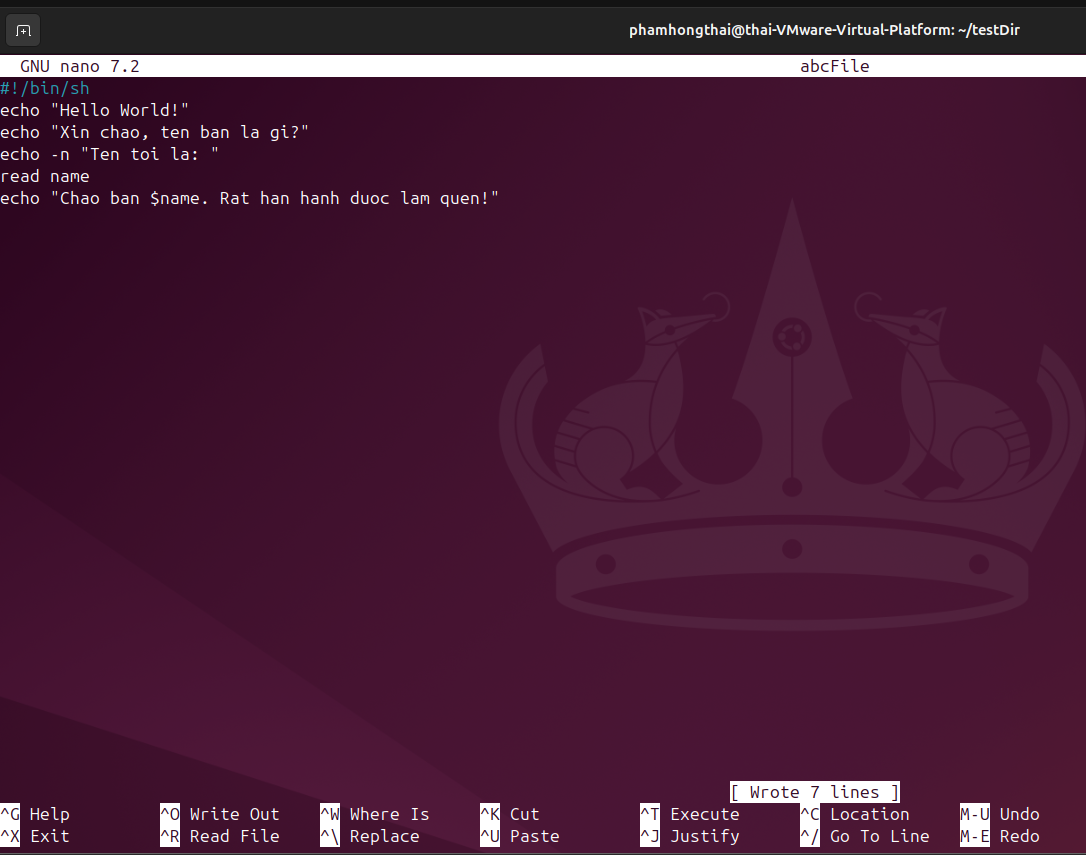 phamhongthai@thai-VMware-Virtual-Platform: ~/testDir
GNU nano 7.2 abcFile
#!/bin/sh
echo "Hello World!"
echo "Xin chao, ten ban la gi?"
echo -n "Ten toi la: "
read name
echo "Chao ban $name. Rat han hanh duoc lam quen!"
[ Wrote 7 lines ]
^G Help ^O Write Out ^W Where Is ^K Cut ^T Execute ^C Location M-U Undo
^X Exit ^R Read File ^\ Replace ^U Paste ^J Justify ^/ Go To Line M-E Redo